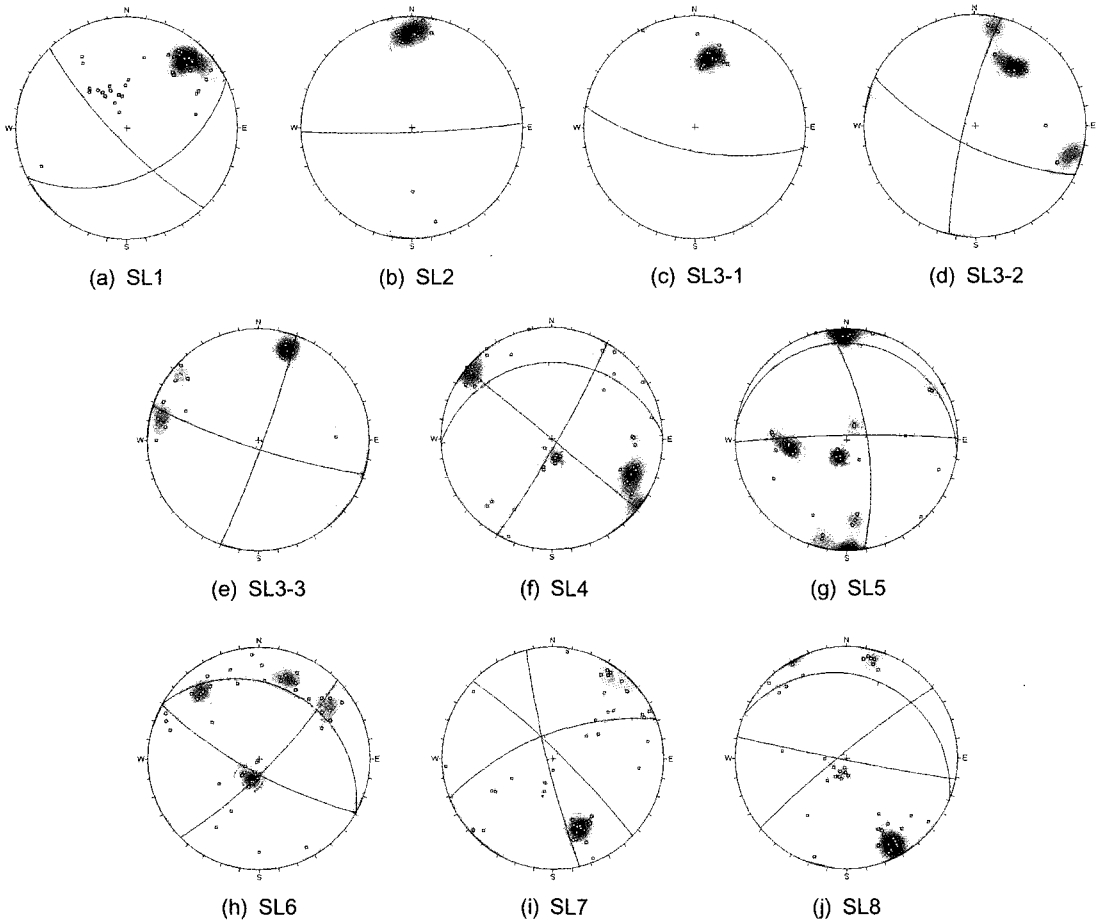 N
W E
S
(a) SL1
N
W E
S
(b) SL2
N
W E
S
(c) SL3-1
N
W E
S
(d) SL3-2
N
W E
S
(e) SL3-3
N
W E
S
(f) SL4
N
W E
S
(g) SL5
N
W E
S
(h) SL6
N
W E
S
(i) SL7
N
W E
S
(j) SL8